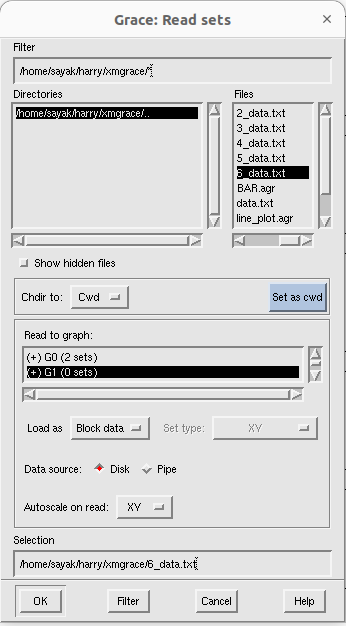 Grace: Read sets
Filter
/home/sayak/harry/xmgrace/*
Directories
/home/sayak/harry/xmgrace/..
Files
2_data.txt
3_data.txt
4_data.txt
5_data.txt
6_data.txt
BAR.agr
data.txt
line_plot.agr
Show hidden files
Chdir to: Cwd Set as cwd
Read to graph:
(+) G0 (2 sets)
(+) G1 (0 sets)
Load as Block data Set type: XY
Data source: Disk Pipe
Autoscale on read: XY
Selection
/home/sayak/harry/xmgrace/6_data.txt
OK Filter Cancel Help